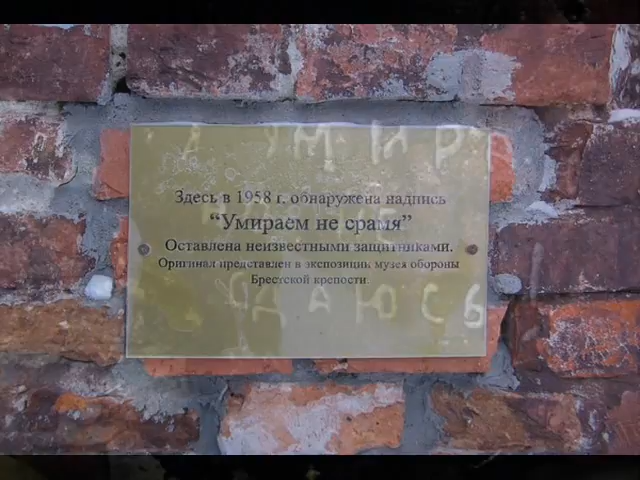 Здесь в 1958 г. обнаружена надпись
“Умираем не срамя”
Оставлена неизвестными защитниками.
Оригинал представлен в экспозиции музея обороны
Брестской крепости.